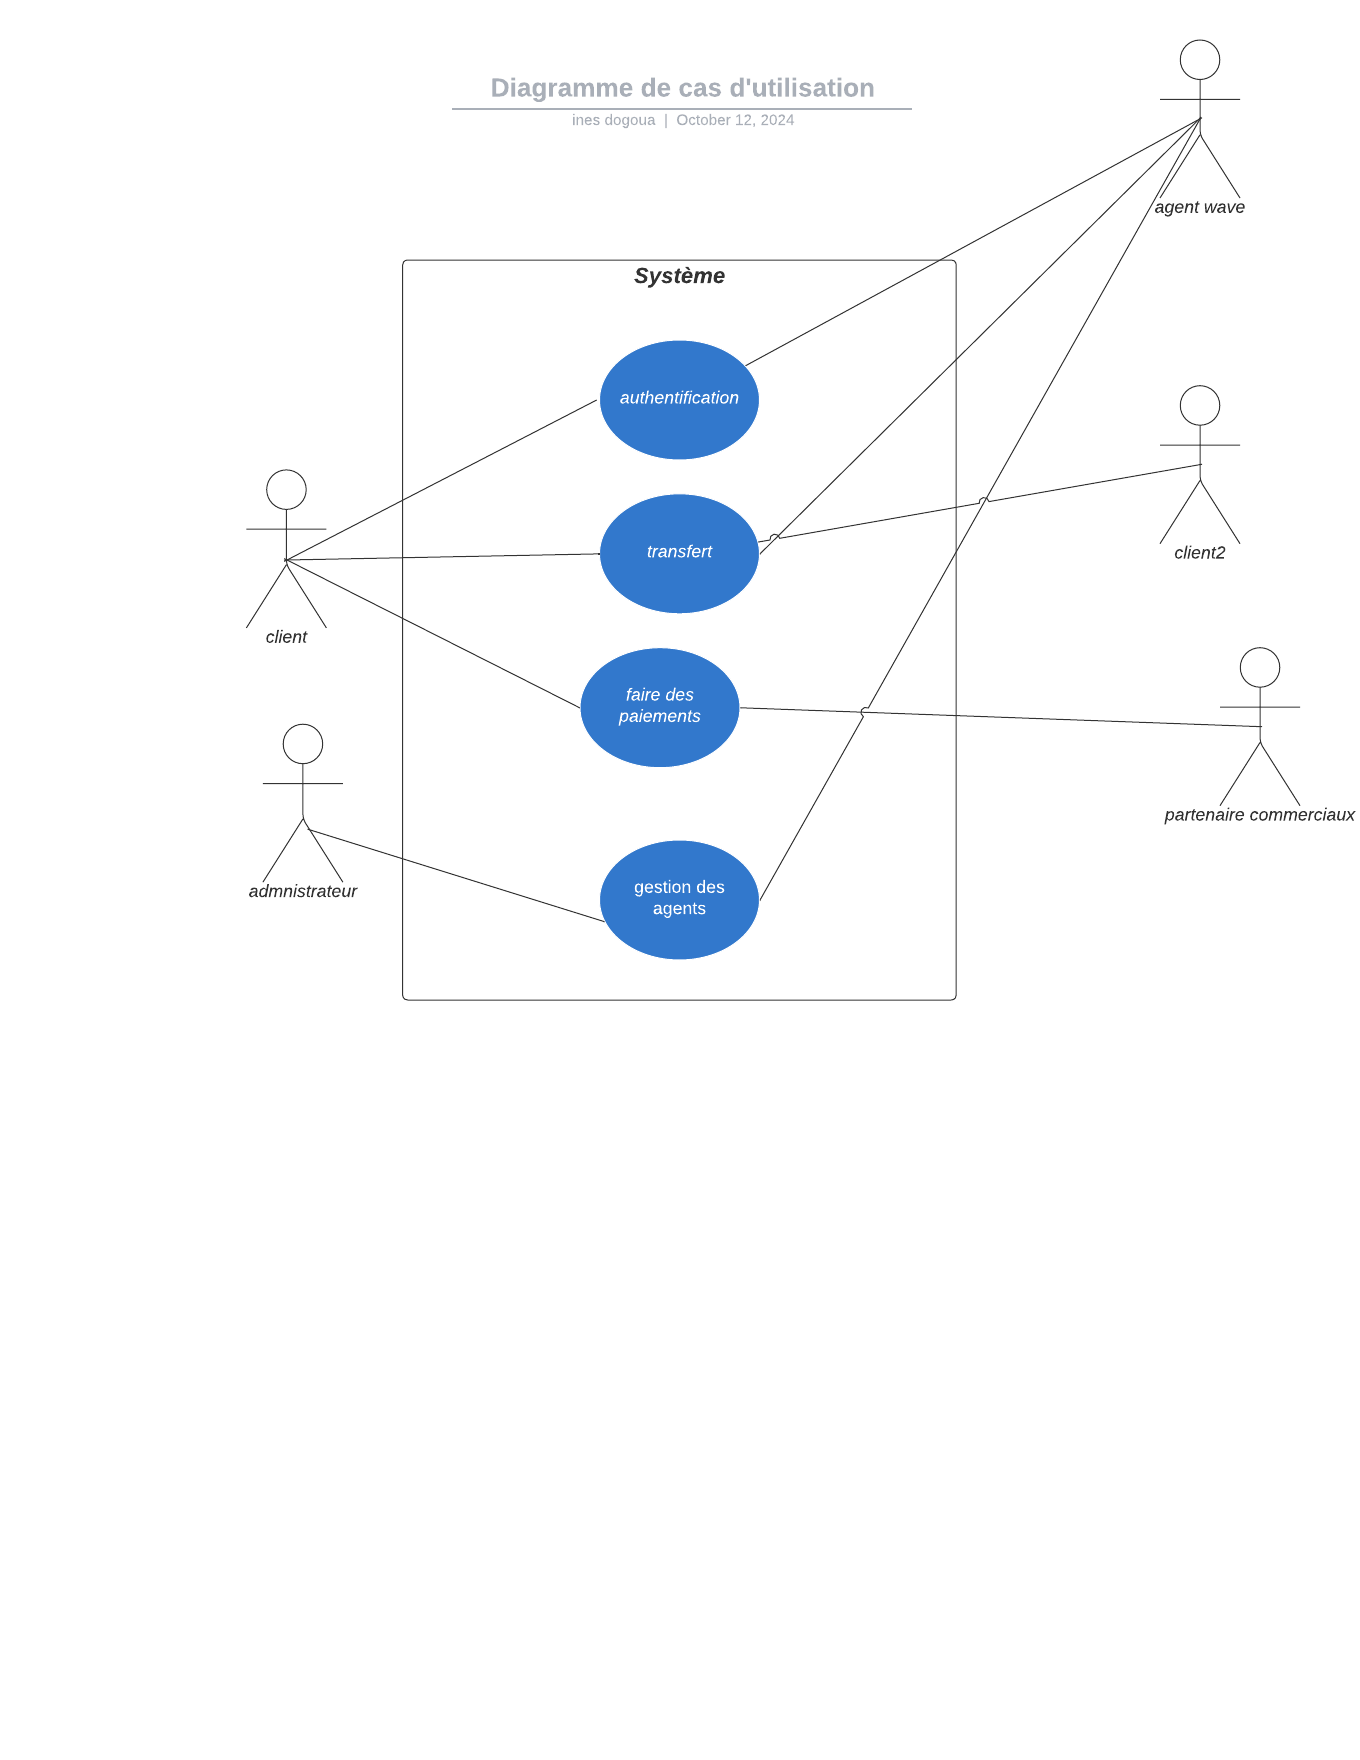 Diagramme de cas d'utilisation
ines dogoua | October 12, 2024
agent wave
Système
authentification
client2
transfert
client
faire des
paiements
partenaire commerciaux
admnistrateur
gestion des
agents